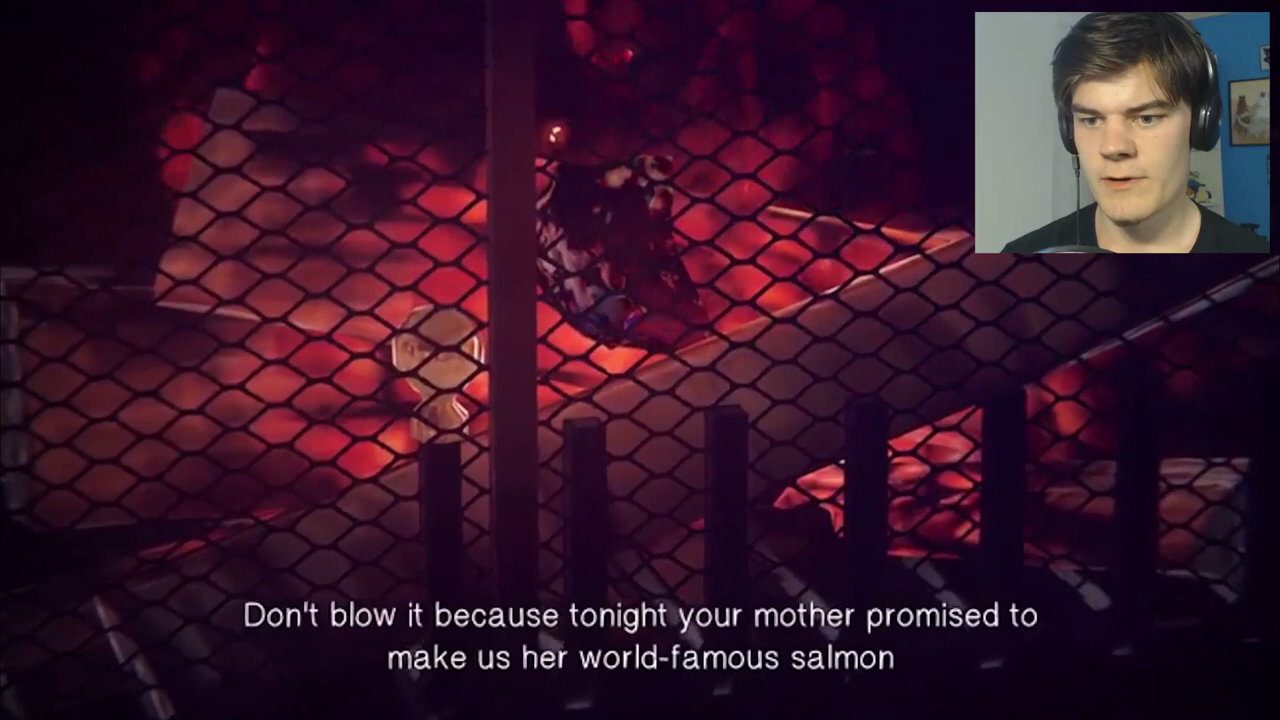 Don't blow it because tonight your mother promised to
make us her world-famous salmon